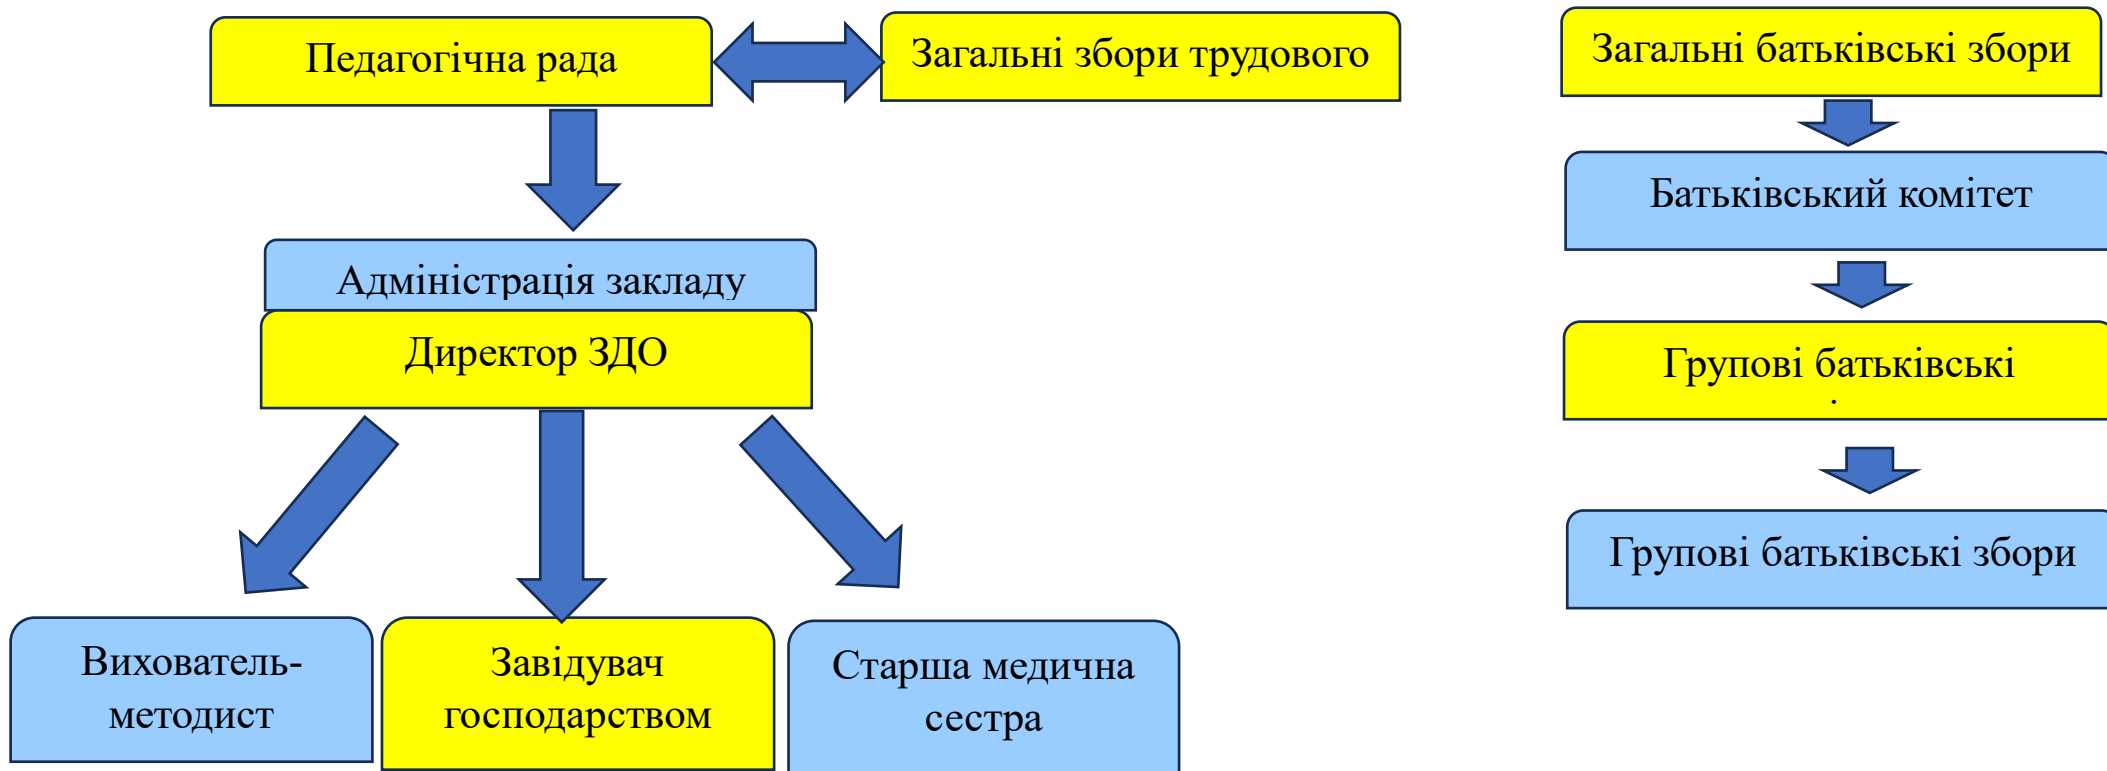 Педагогічна рада
Загальні збори трудового
Адміністрація закладу
Директор ЗДО
Вихователь-
методист
Завідувач
господарством
Старша медична
сестра
Загальні батьківські збори
Батьківський комітет
Групові батьківські
Групові батьківські збори